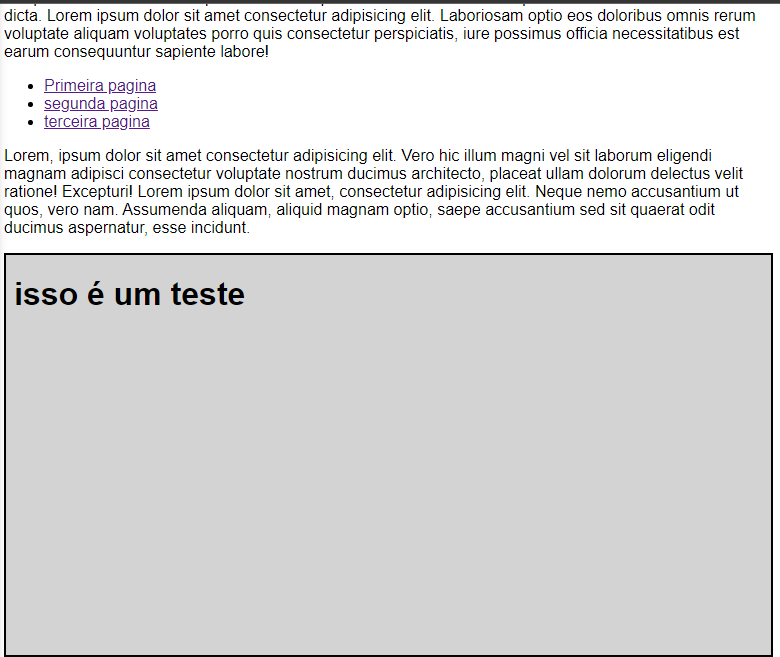 dicta. Lorem ipsum dolor sit amet consectetur adipisicing elit. Laboriosam optio eos doloribus omnis rerum
voluptate aliquam voluptates porro quis consectetur perspiciatis, iure possimus officia necessitatibus est
earum consequuntur sapiente labore!
Primeira pagina
segunda pagina
terceira pagina
Lorem, ipsum dolor sit amet consectetur adipisicing elit. Vero hic illum magni vel sit laborum eligendi
magnam adipisci consectetur voluptate nostrum ducimus architecto, placeat ullam dolorum delectus velit
ratione! Excepturi! Lorem ipsum dolor sit amet, consectetur adipisicing elit. Neque nemo accusantium ut
quos, vero nam. Assumenda aliquam, aliquid magnam optio, saepe accusantium sed sit quaerat odit
ducimus aspernatur, esse incidunt.
isso é um teste